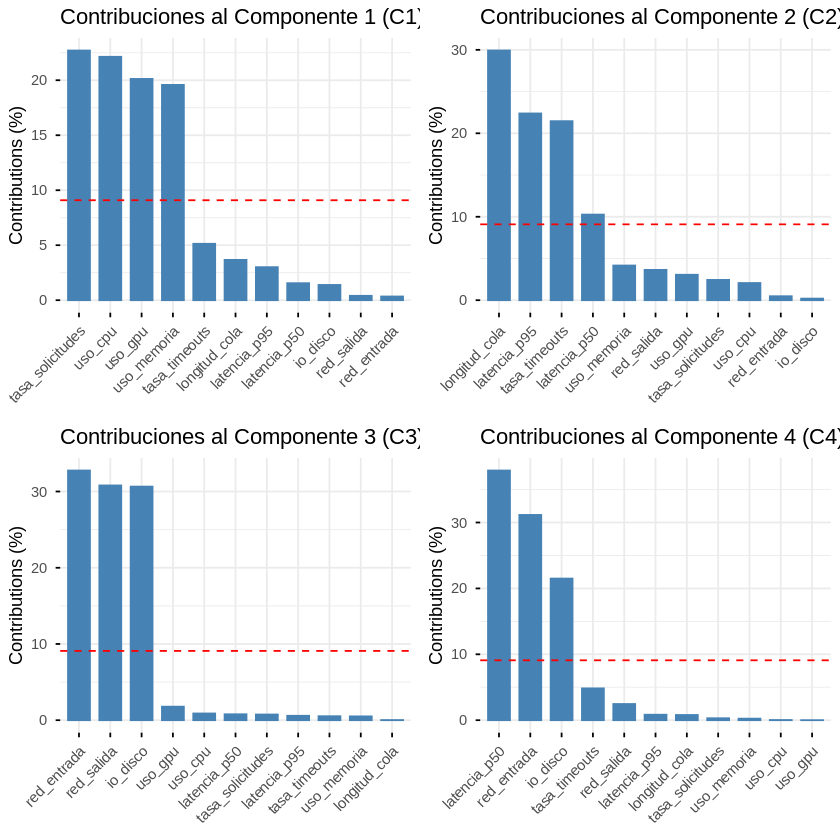 Contribuciones al Componente 1 (C1)
Contributions (%)
20
15
10
5
0
tasa_solicitudes
uso_cpu
uso_gpu
uso_memoria
tasa_timeouts
longitud_cola
latencia_p95
latencia_p50
io_disco
red_salida
red_entrada
Contribuciones al Componente 2 (C2)
Contributions (%)
30
20
10
0
longitud_cola
latencia_p95
tasa_timeouts
latencia_p50
uso_memoria
red_salida
uso_gpu
tasa_solicitudes
uso_cpu
red_entrada
io_disco
Contribuciones al Componente 3 (C3)
Contributions (%)
30
20
10
0
red_entrada
red_salida
io_disco
uso_gpu
uso_cpu
latencia_p50
tasa_solicitudes
latencia_p95
tasa_timeouts
uso_memoria
longitud_cola
Contribuciones al Componente 4 (C4)
Contributions (%)
30
20
10
0
latencia_p50
red_entrada
io_disco
tasa_timeouts
red_salida
latencia_p95
longitud_cola
tasa_solicitudes
uso_memoria
uso_cpu
uso_gpu